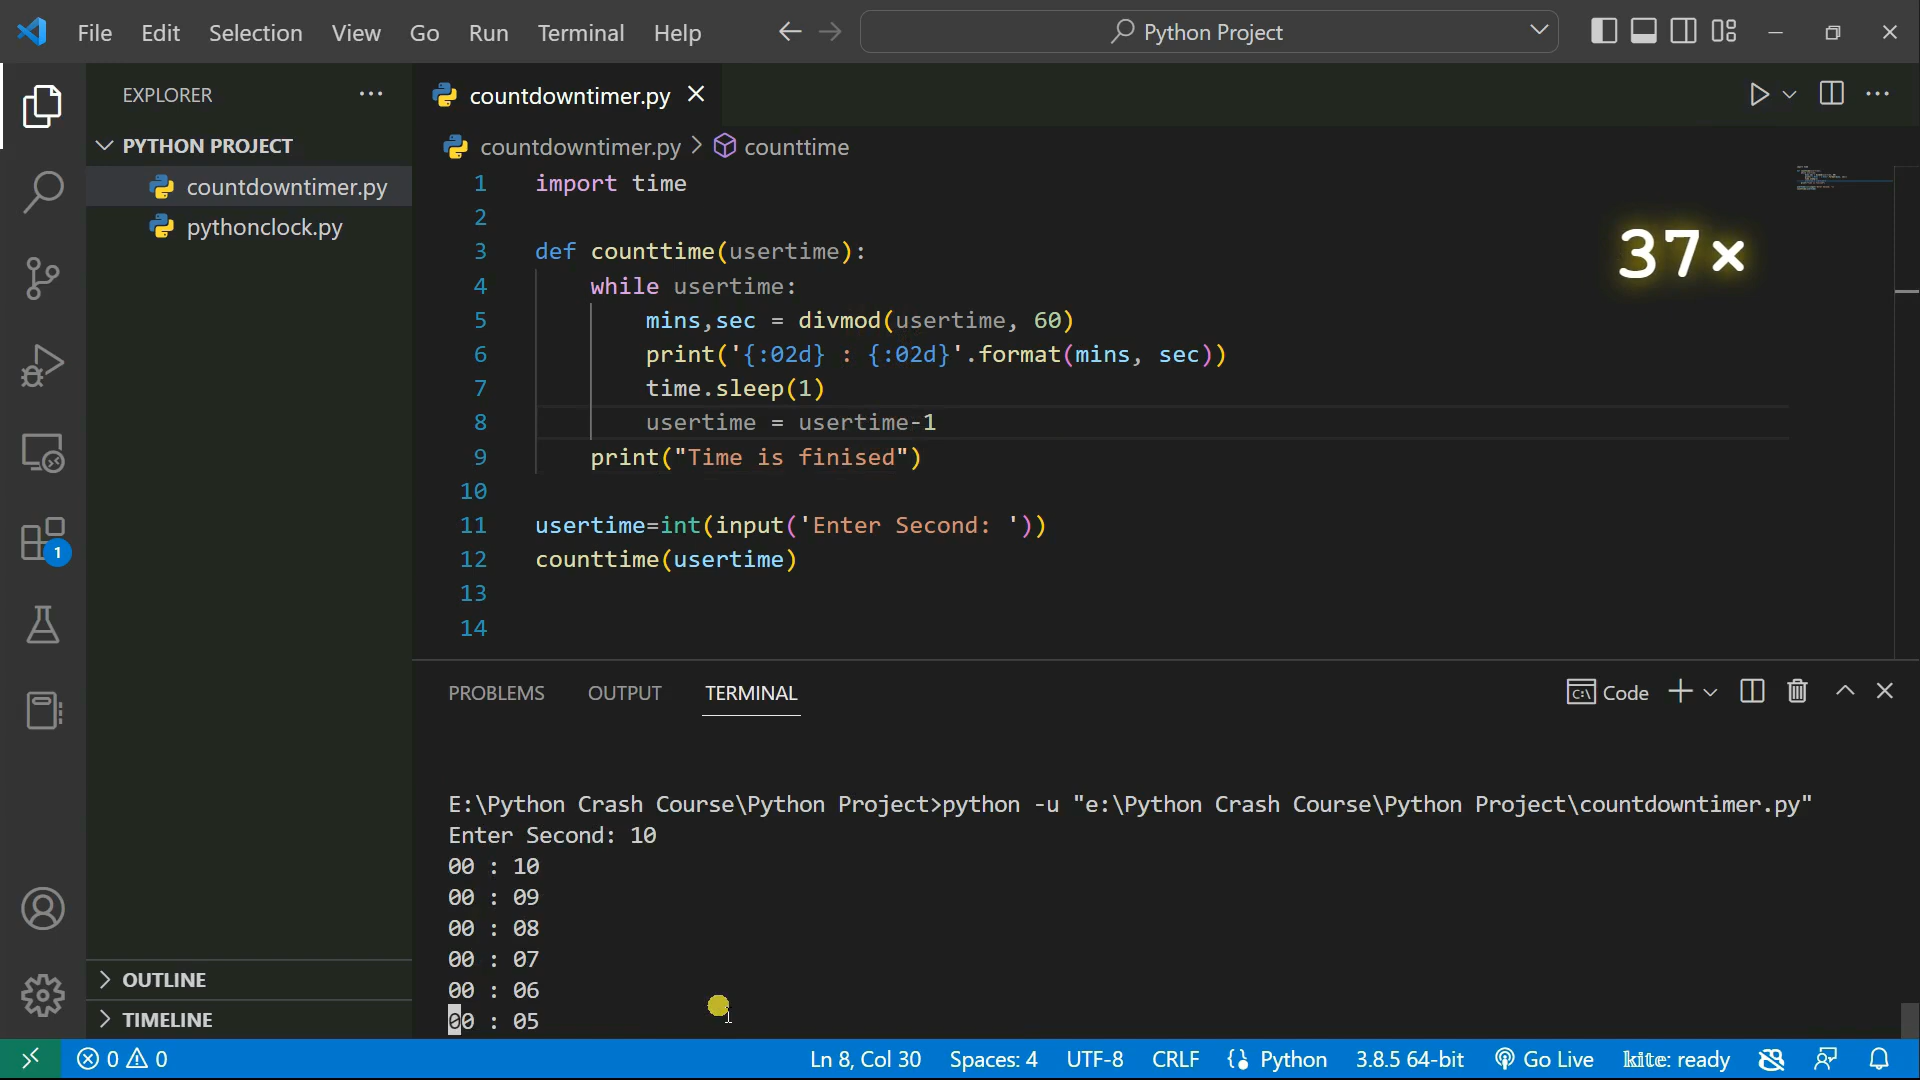 File Edit Selection View Go Run Terminal Help Python Project
EXPLORER
PYTHON PROJECT
countdowntimer.py
pythonclock.py
OUTLINE
TIMELINE
countdowntimer.py
countdowntimer.py > counttime
1 import time
2
3 def counttime(usertime):
4 while usertime:
5 mins,sec = divmod(usertime, 60)
6 print('{:02d} : {:02d}'.format(mins, sec))
7 time.sleep(1)
8 usertime = usertime-1
9 print("Time is finised")
10
11 usertime=int(input('Enter Second: '))
12 counttime(usertime)
13
14
37×
1
PROBLEMS OUTPUT TERMINAL Code
E:\Python Crash Course\Python Project>python -u "e:\Python Crash Course\Python Project\countdowntimer.py"
Enter Second: 10
00 : 10
00 : 09
00 : 08
00 : 07
00 : 06
00 : 05
0 0 Ln 8, Col 30 Spaces: 4 UTF-8 CRLF Python 3.8.5 64-bit Go Live kite: ready